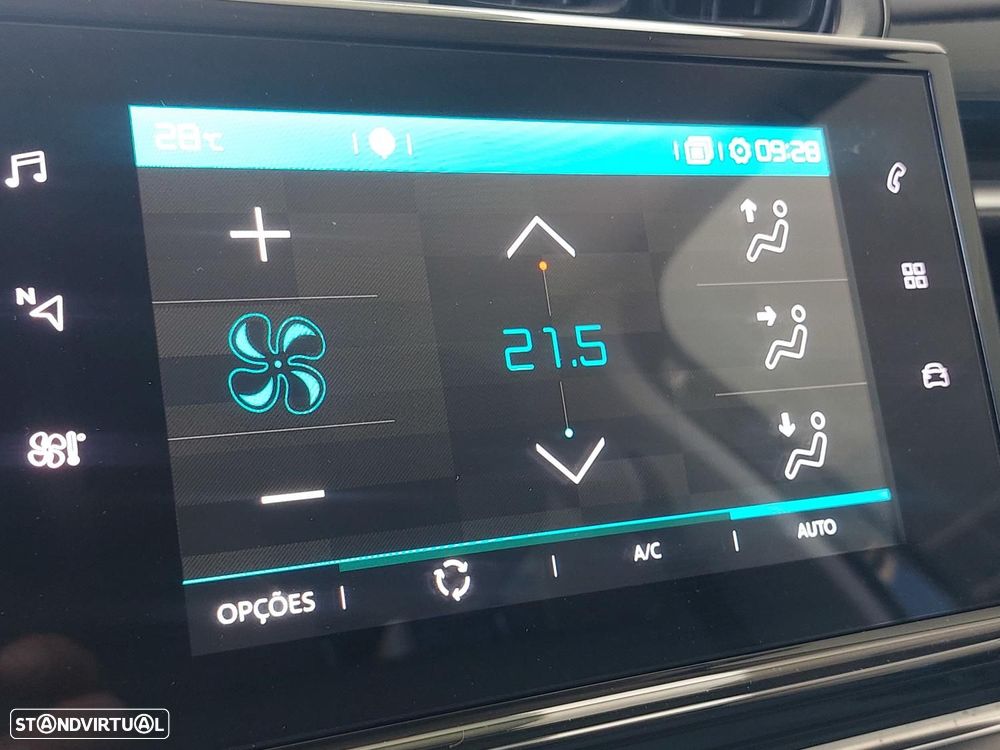 28°C 09:28
N
21.5
OPÇÕES A/C AUTO
STANDVIRTUAL